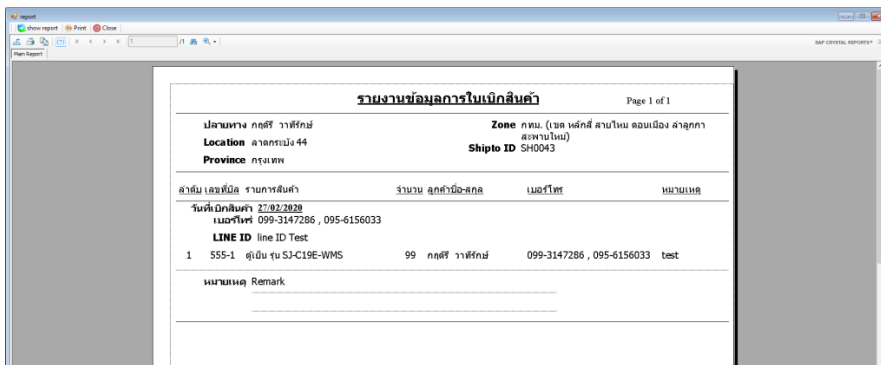 report
show report Print Close
1 /1 SAP CRYSTAL REPORTS®
Main Report
รายงานข้อมูลการใบเบิกสินค้า Page 1 of 1
ปลายทาง กฤตรี วาทีรักษ์ Zone กทม. (เขต หลักสี่ สายไหม ดอนเมือง ลำลูกกา
สะพานใหม่)
Location ลาดกระบัง 44
Shipto ID SH0043
Province กรุงเทพ
ลำดับ เลขที่บิล รายการสินค้า จำนวน ลูกค้าชื่อ-สกุล เบอร์โทร หมายเหตุ
วันที่เบิกสินค้า 27/02/2020
เบอร์โทร 099-3147286 , 095-6156033
LINE ID line ID Test
1 555-1 ตู้เย็น รุ่น SJ-C19E-WMS 99 กฤตรี วาทีรักษ์ 099-3147286 , 095-6156033 test
หมายเหตุ Remark